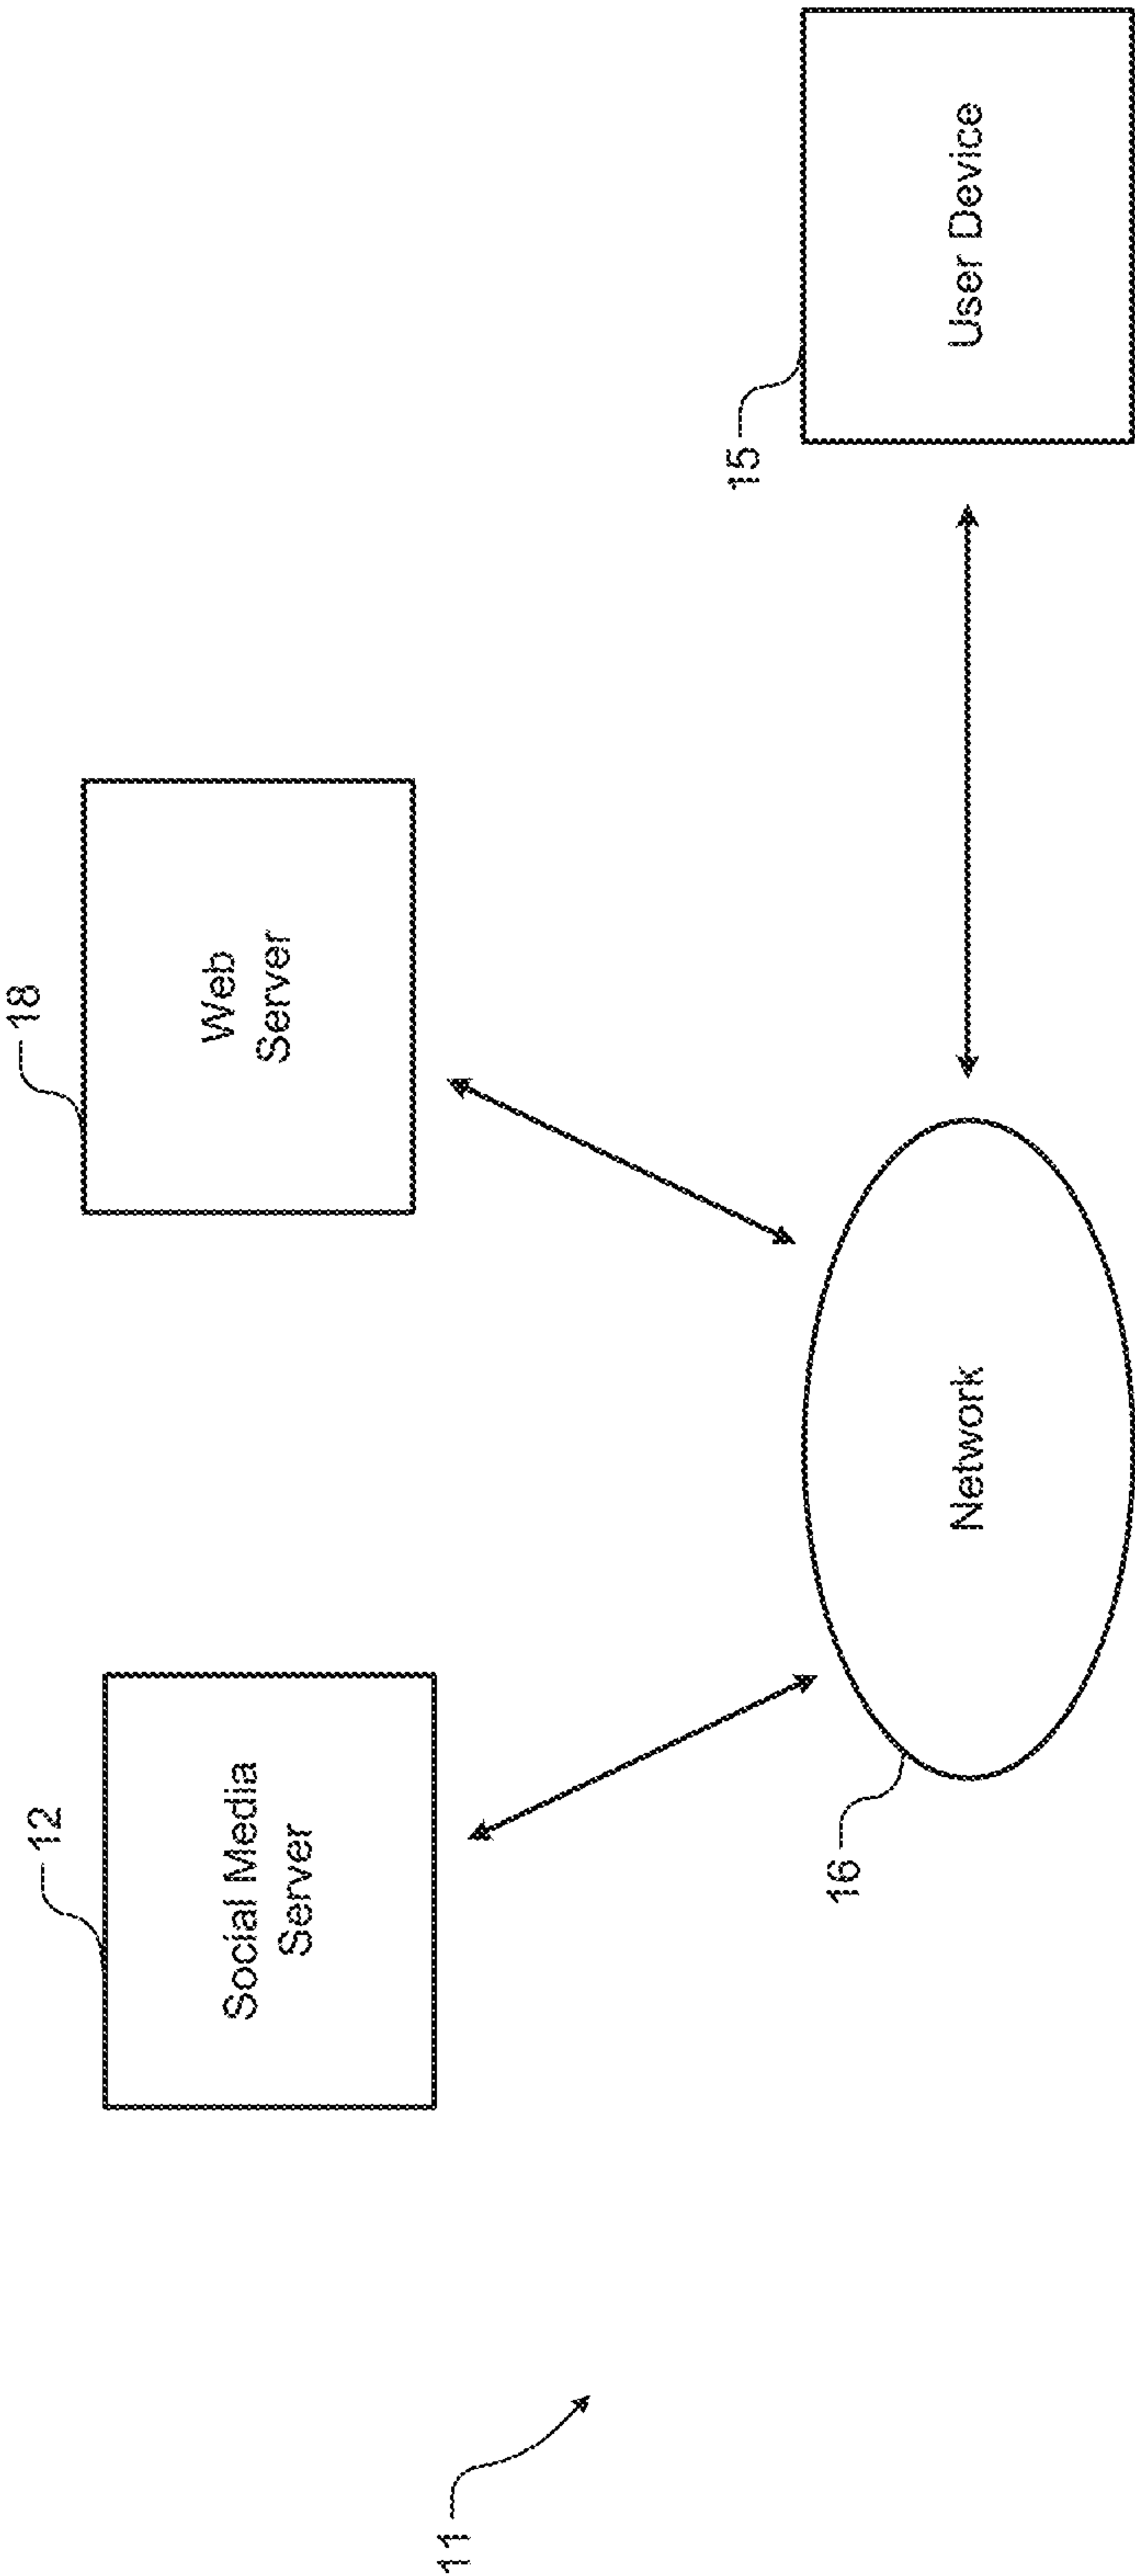 11
12
Social Media
Server
18
Web
Server
16
Network
15
User Device